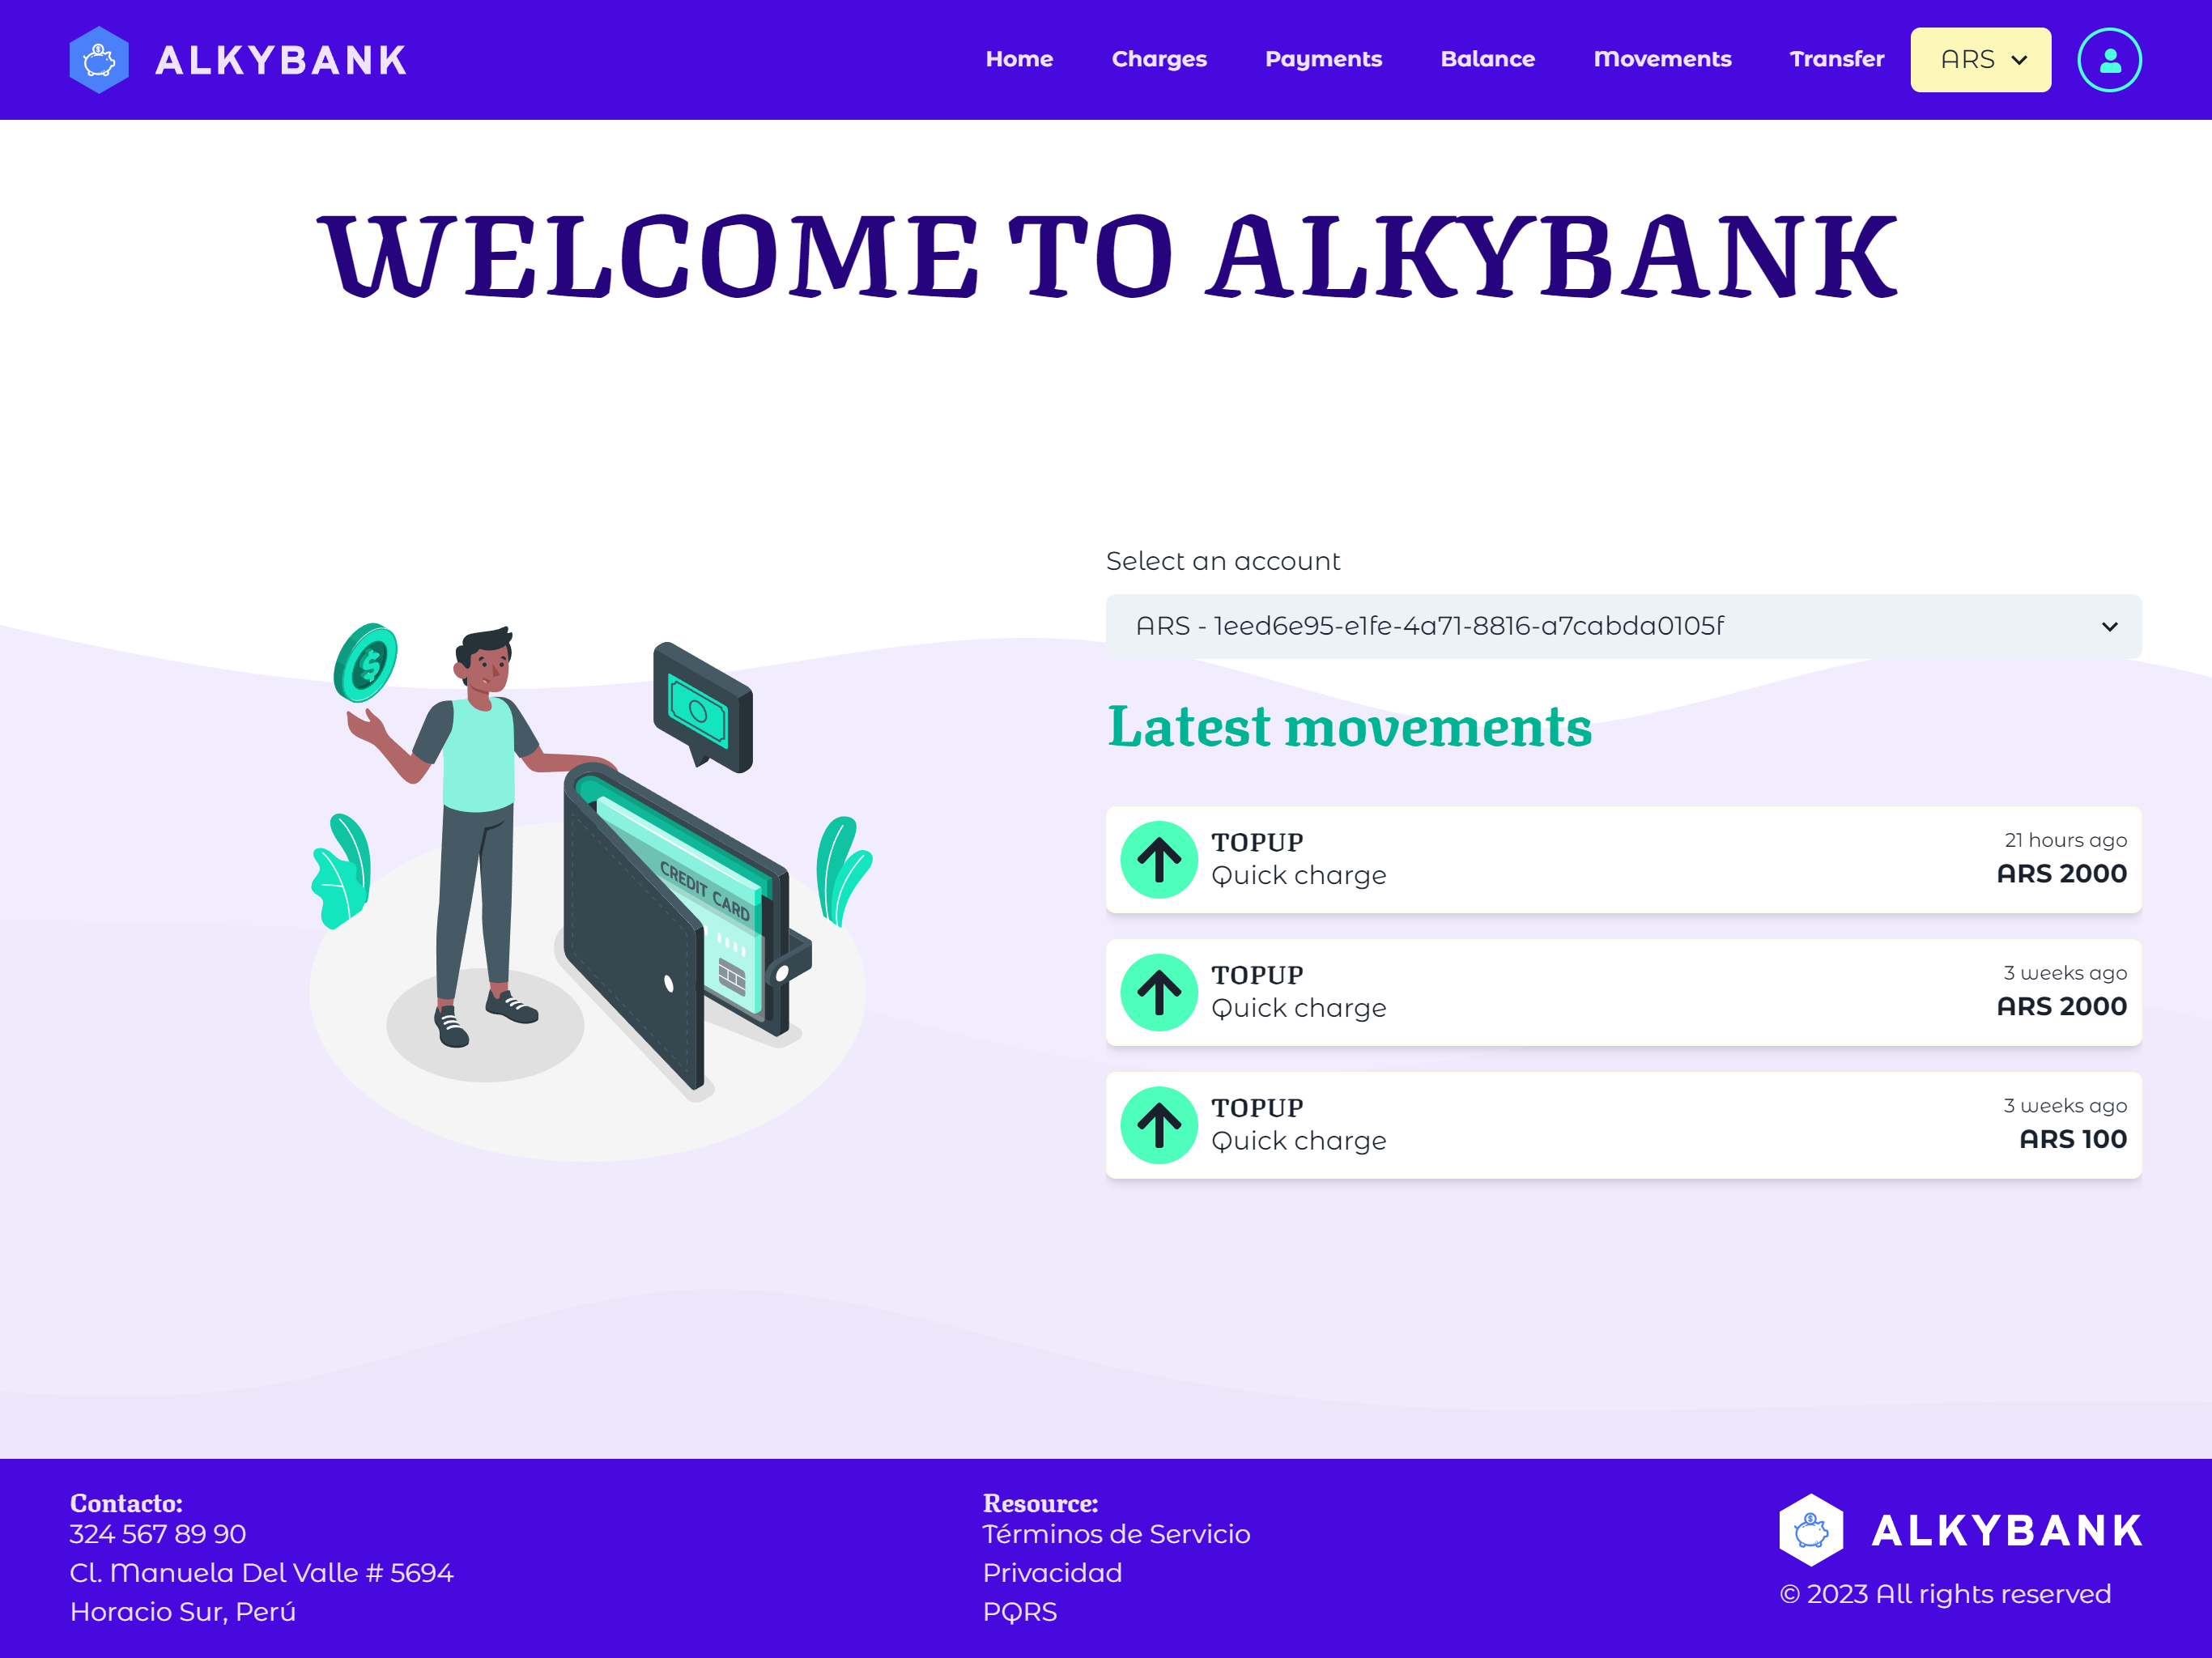 ALKYBANK
Home Charges Payments Balance Movements Transfer ARS
WELCOME TO ALKYBANK
Select an account
ARS - 1eed6e95-e1fe-4a71-8816-a7cabda0105f
Latest movements
CREDIT CARD
TOPUP 21 hours ago
Quick charge ARS 2000
TOPUP 3 weeks ago
Quick charge ARS 2000
TOPUP 3 weeks ago
Quick charge ARS 100
Contacto:
324 567 89 90
Cl. Manuela Del Valle # 5694
Horacio Sur, Perú
Resource:
Términos de Servicio
Privacidad
PQRS
ALKYBANK
© 2023 All rights reserved